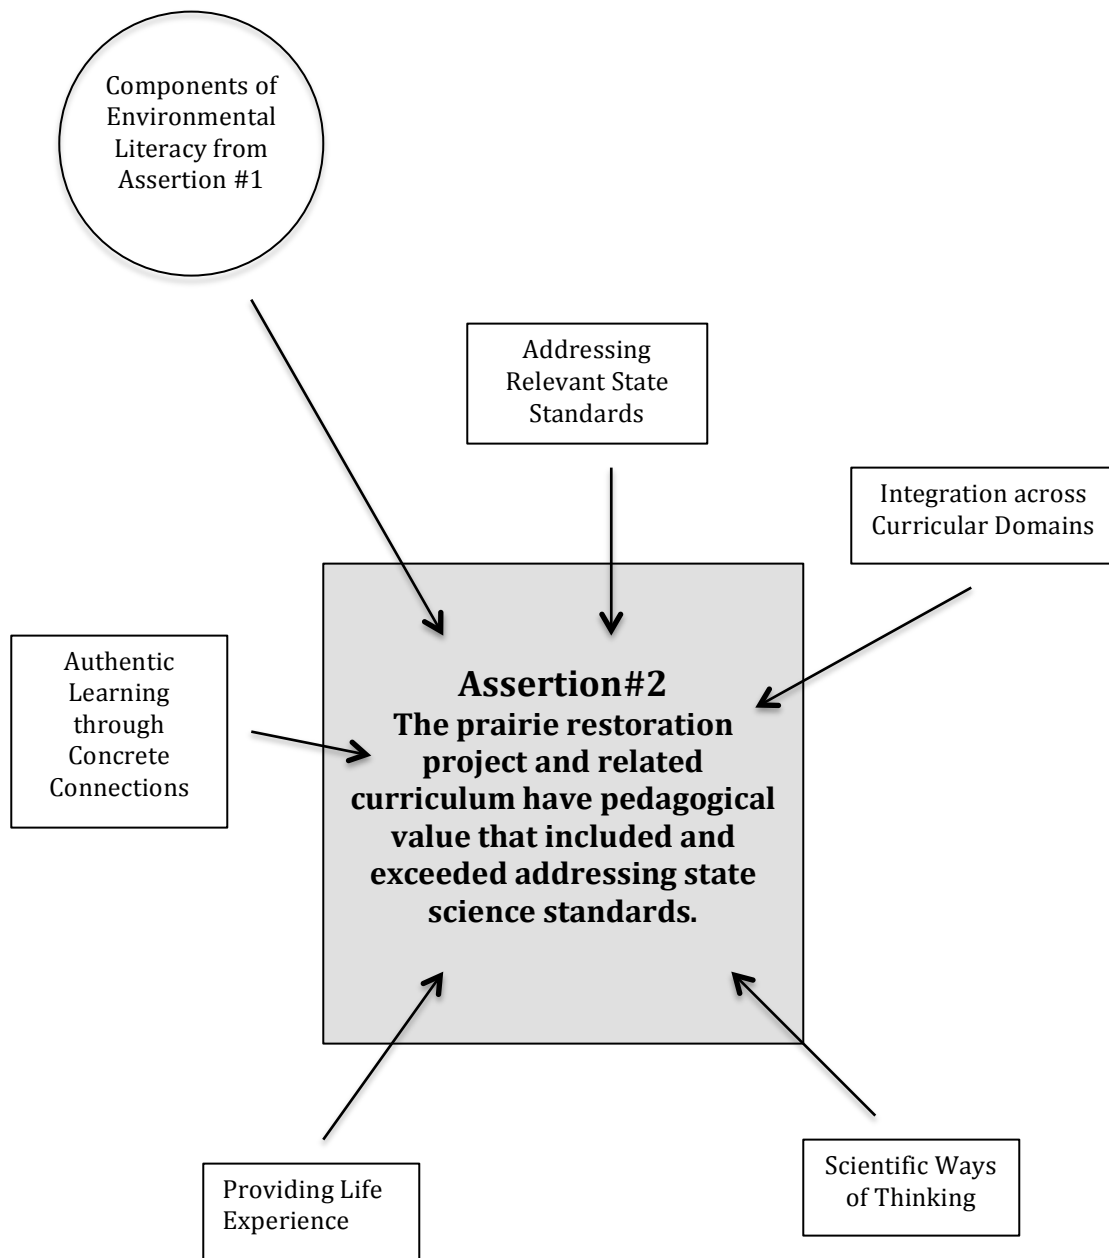 Components of
Environmental
Literacy from
Assertion #1
Addressing
Relevant State
Standards
Integration across
Curricular Domains
Authentic
Learning
through
Concrete
Connections
Assertion#2
The prairie restoration
project and related
curriculum have pedagogical
value that included and
exceeded addressing state
science standards.
Providing Life
Experience
Scientific Ways
of Thinking